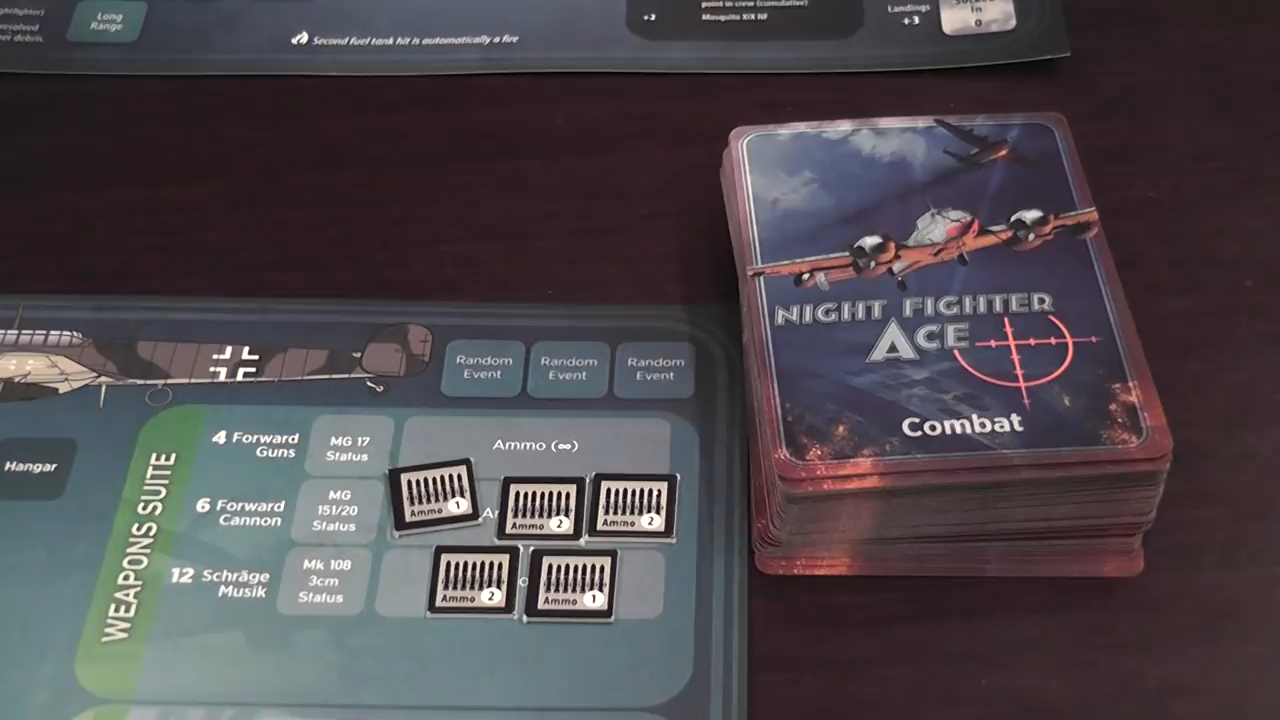 Long
Range
Second fuel tank hit is automatically a fire
point in crew (cumulative)
+2 Mosquito XIX NF
Landings
+3
In
0
NIGHT FIGHTER
ACE
Combat
Random
Event
Random
Event
Random
Event
Hangar
WEAPONS SUITE
4 Forward
Guns
MG 17
Status
Ammo (∞)
6 Forward
Cannon
MG
151/20
Status
Ammo 1
Ammo 2
Ammo 2
12 Schräge
Musik
Mk 108
3cm
Status
Ammo 2
Ammo 1